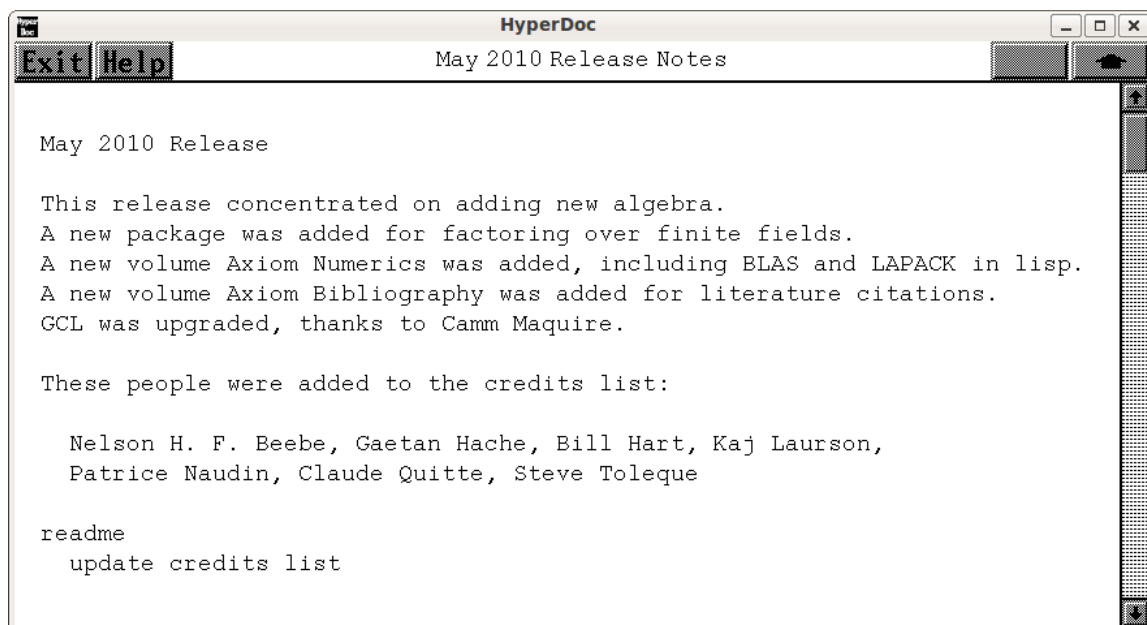 Hyper
Doc
HyperDoc
Exit Help
May 2010 Release Notes
May 2010 Release
This release concentrated on adding new algebra.
A new package was added for factoring over finite fields.
A new volume Axiom Numerics was added, including BLAS and LAPACK in lisp.
A new volume Axiom Bibliography was added for literature citations.
GCL was upgraded, thanks to Camm Maquire.
These people were added to the credits list:
Nelson H. F. Beebe, Gaetan Hache, Bill Hart, Kaj Laurson,
Patrice Naudin, Claude Quitte, Steve Toleque
readme
update credits list